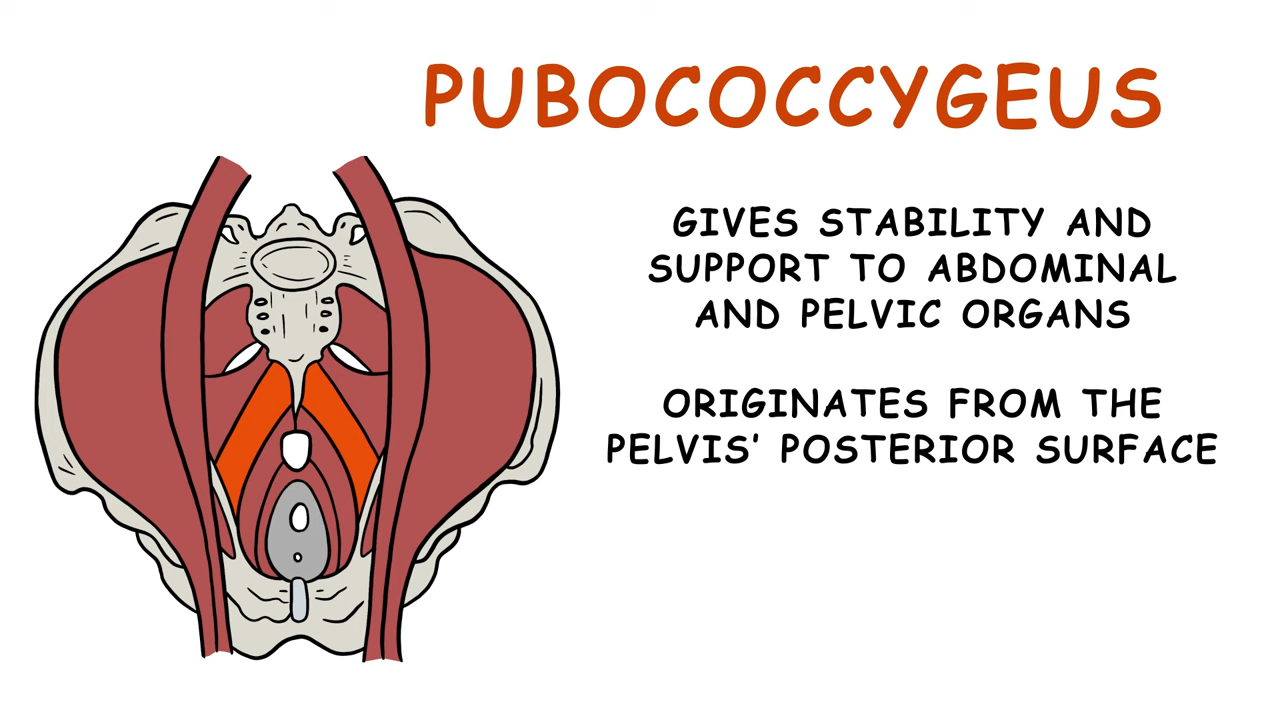 PUBOCOCCYGEUS
GIVES STABILITY AND
SUPPORT TO ABDOMINAL
AND PELVIC ORGANS
ORIGINATES FROM THE
PELVIS' POSTERIOR SURFACE